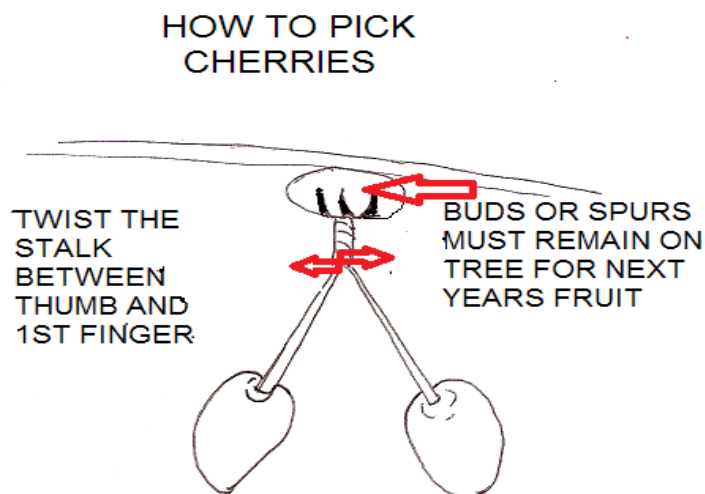 HOW TO PICK
CHERRIES
TWIST THE
STALK
BETWEEN
THUMB AND
1ST FINGER
BUDS OR SPURS
MUST REMAIN ON
TREE FOR NEXT
YEARS FRUIT